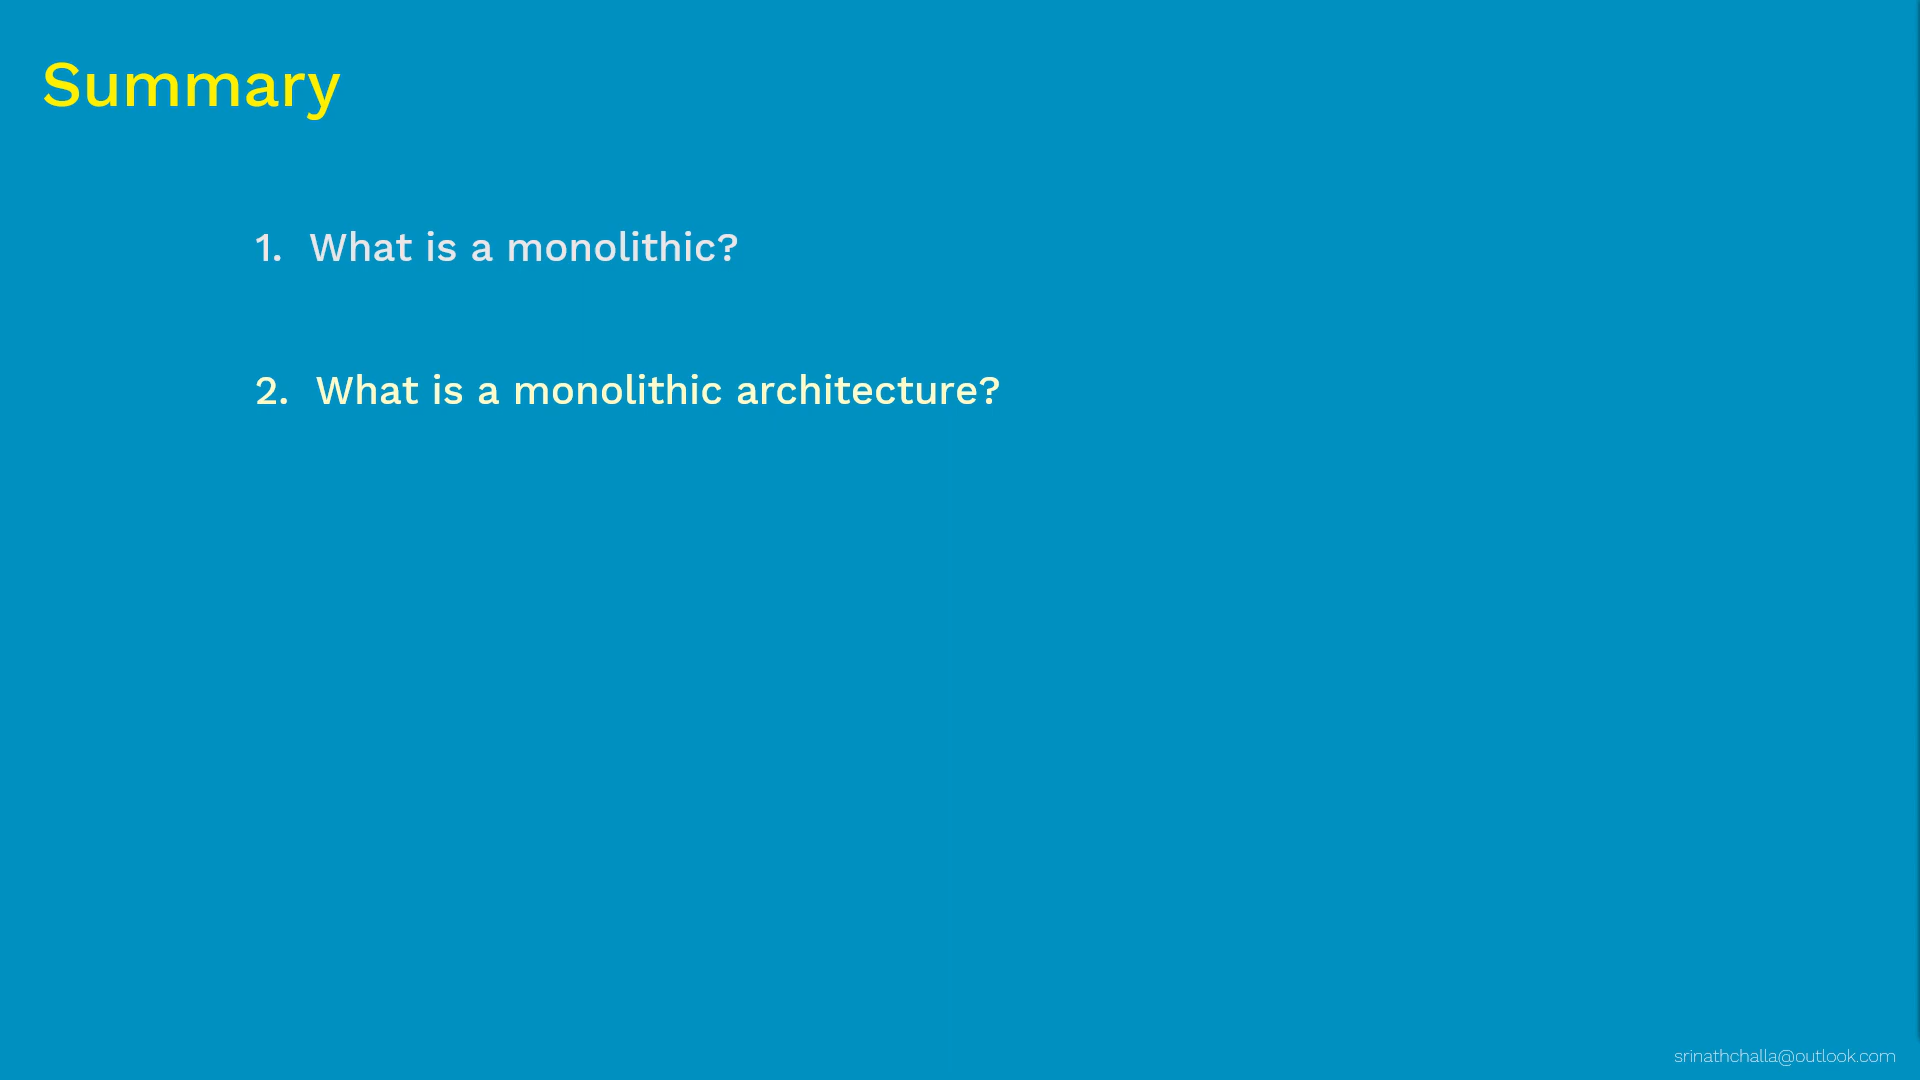 Summary
1. What is a monolithic?
2. What is a monolithic architecture?
srinathchalla@outlook.com